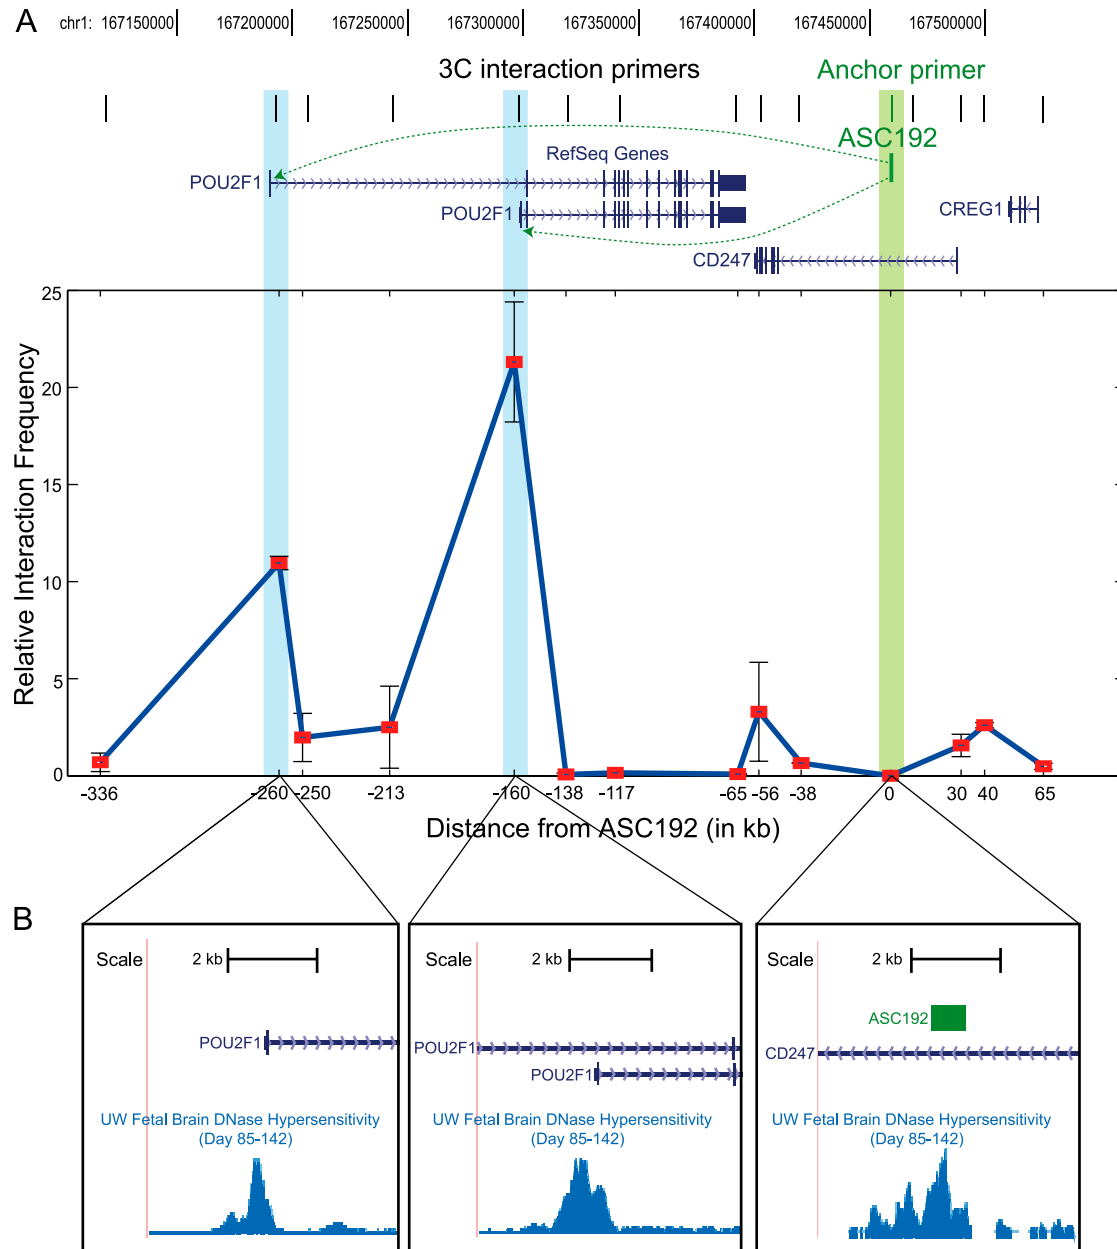 A
chr1: 167150000 167200000 167250000 167300000 167350000 167400000 167450000 167500000
3C interaction primers Anchor primer
ASC192
RefSeq Genes
POU2F1
POU2F1 CREG1
CD247
25
20
15
10
5
0
Relative Interaction Frequency
-336 -260 -250 -213 -160 -138 -117 -65 -56 -38 0 30 40 65
Distance from ASC192 (in kb)
B
Scale 2 kb
POU2F1
UW Fetal Brain DNase Hypersensitivity
(Day 85-142)
Scale 2 kb
POU2F1
POU2F1
UW Fetal Brain DNase Hypersensitivity
(Day 85-142)
Scale 2 kb
ASC192
CD247
UW Fetal Brain DNase Hypersensitivity
(Day 85-142)